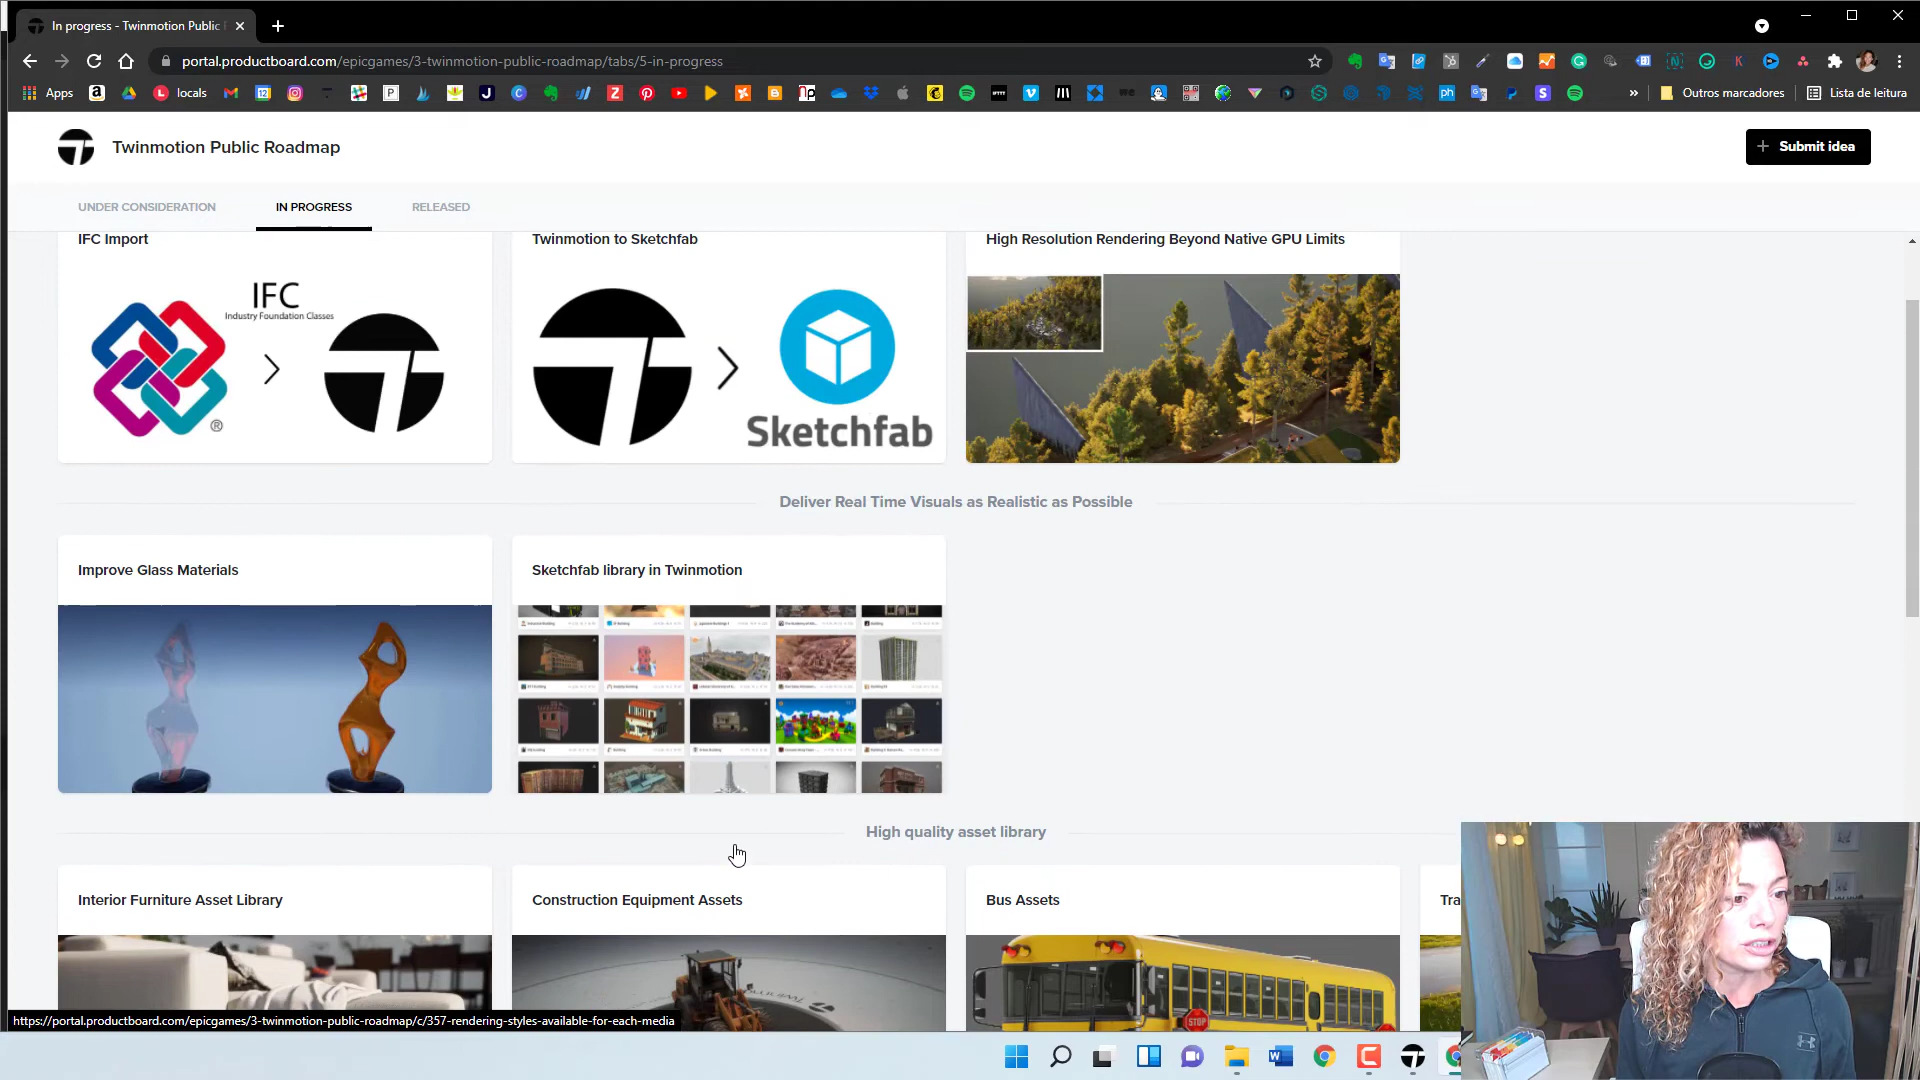 In progress - Twinmotion Public
portal.productboard.com/epicgames/3-twinmotion-public-roadmap/tabs/5-in-progress
Apps
locals
Outros marcadores
Lista de leitura
Twinmotion Public Roadmap
+ Submit idea
UNDER CONSIDERATION
IN PROGRESS
RELEASED
IFC Import
Twinmotion to Sketchfab
High Resolution Rendering Beyond Native GPU Limits
IFC
Industry Foundation Classes
®
Sketchfab
Deliver Real Time Visuals as Realistic as Possible
Improve Glass Materials
Sketchfab library in Twinmotion
High quality asset library
Interior Furniture Asset Library
Construction Equipment Assets
Bus Assets
Tra
STOP
https://portal.productboard.com/epicgames/3-twinmotion-public-roadmap/c/357-rendering-styles-available-for-each-media